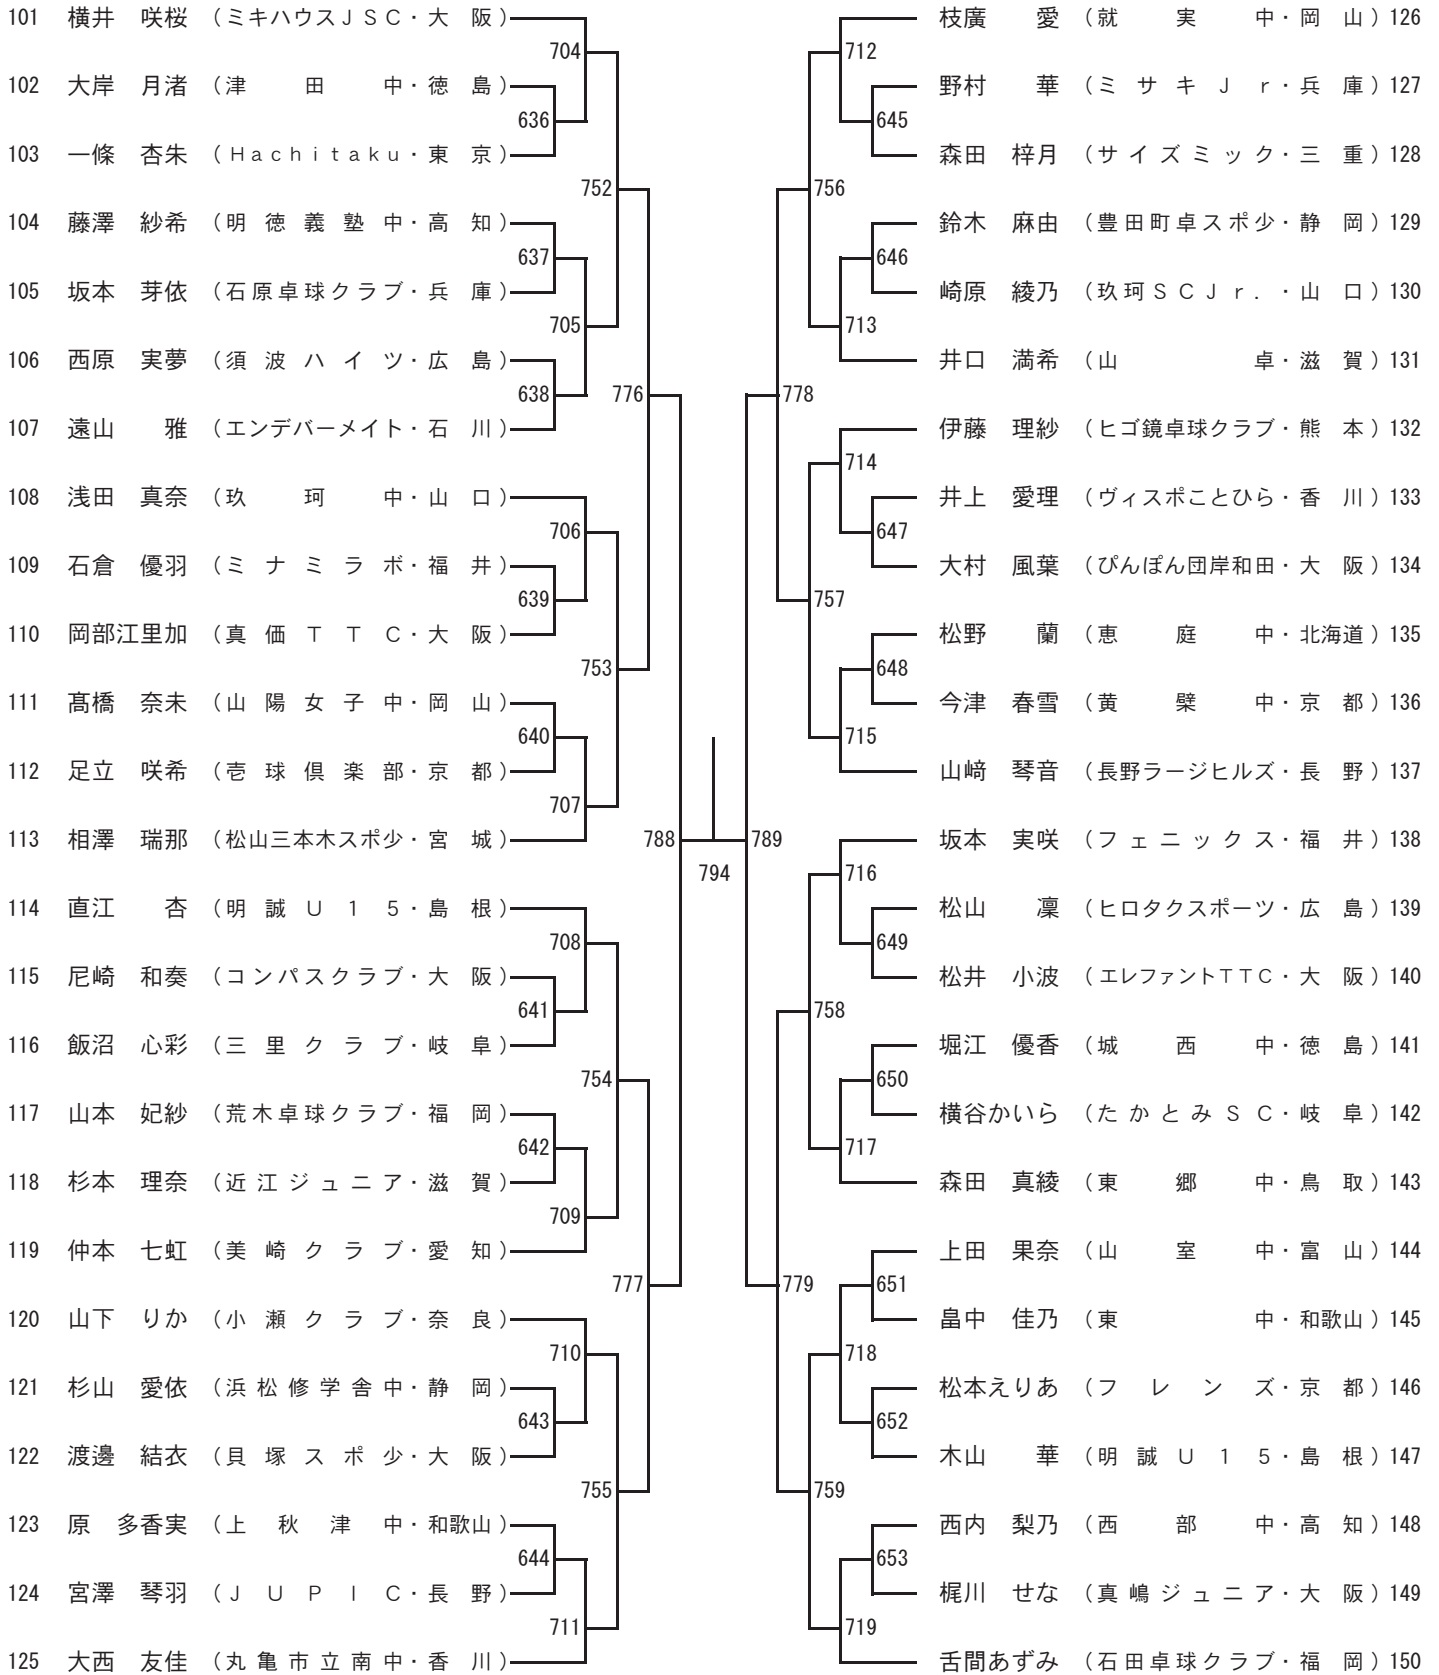 101 横井 咲桜 (ミキハウスJSC・大 阪)
704
102 大岸 月渚 (津 田 中・徳 島)
636
103 一條 杏朱 (Hachitaku・東 京)
752
104 藤澤 紗希 (明徳義塾中・高 知)
637
105 坂本 芽依 (石原卓球クラブ・兵 庫)
705
106 西原 実夢 (須波ハイツ・広 島)
638
776
107 遠山 雅 (エンデバーメイト・石 川)
108 浅田 真奈 (玖 珂 中・山 口)
706
109 石倉 優羽 (ミナミラボ・福 井)
639
110 岡部江里加 (真価TTC・大 阪)
753
111 髙橋 奈未 (山陽女子中・岡 山)
640
112 足立 咲希 (壱球倶楽部・京 都)
707
113 相澤 瑞那 (松山三本木スポ少・宮 城)
788
114 直江 杏 (明誠U15・島 根)
708
115 尼崎 和奏 (コンパスクラブ・大 阪)
641
116 飯沼 心彩 (三里クラブ・岐 阜)
754
117 山本 妃紗 (荒木卓球クラブ・福 岡)
642
118 杉本 理奈 (近江ジュニア・滋 賀)
709
119 仲本 七虹 (美崎クラブ・愛 知)
777
120 山下 りか (小瀬クラブ・奈 良)
710
121 杉山 愛依 (浜松修学舎中・静 岡)
643
122 渡邊 結衣 (貝塚スポ少・大 阪)
755
123 原 多香実 (上秋津中・和歌山)
644
124 宮澤 琴羽 (JUPIC・長 野)
711
125 大西 友佳 (丸亀市立南中・香 川)
794
枝廣 愛 (就 実 中・岡 山) 126
712
野村 華 (ミサキJr・兵 庫) 127
645
森田 梓月 (サイズミック・三 重) 128
756
鈴木 麻由 (豊田町卓スポ少・静 岡) 129
646
崎原 綾乃 (玖珂SCJr.・山 口) 130
713
井口 満希 (山 卓・滋 賀) 131
778
伊藤 理紗 (ヒゴ鏡卓球クラブ・熊 本) 132
714
井上 愛理 (ヴィスポことひら・香 川) 133
647
大村 風葉 (ぴんぽん団岸和田・大 阪) 134
757
松野 蘭 (恵 庭 中・北海道) 135
648
今津 春雪 (黄 檗 中・京 都) 136
715
山﨑 琴音 (長野ラージヒルズ・長 野) 137
789
坂本 実咲 (フェニックス・福 井) 138
716
松山 凜 (ヒロタクスポーツ・広 島) 139
649
松井 小波 (エレファントTTC・大 阪) 140
758
堀江 優香 (城 西 中・徳 島) 141
650
横谷かいら (たかとみSC・岐 阜) 142
717
森田 真綾 (東 郷 中・鳥 取) 143
上田 果奈 (山 室 中・富 山) 144
779
651
畠中 佳乃 (東 中・和歌山) 145
718
松本えりあ (フレンズ・京 都) 146
652
木山 華 (明誠U15・島 根) 147
759
西内 梨乃 (西 部 中・高 知) 148
653
梶川 せな (真嶋ジュニア・大 阪) 149
719
舌間あずみ (石田卓球クラブ・福 岡) 150